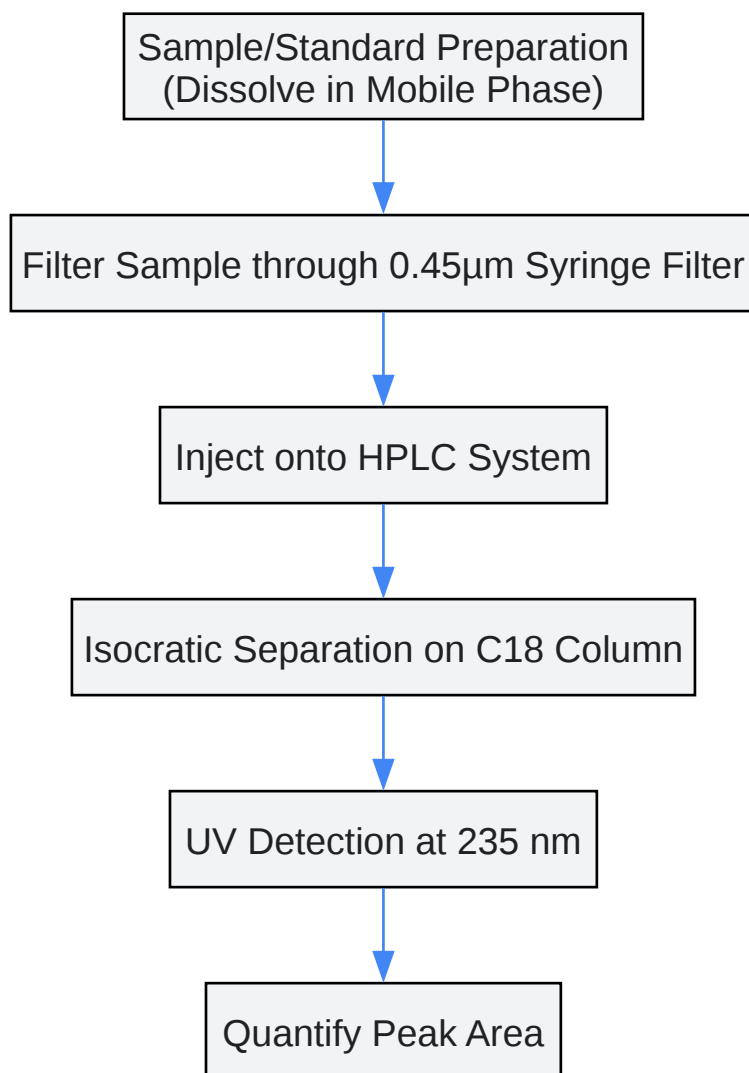 Sample/Standard Preparation
(Dissolve in Mobile Phase)
Filter Sample through 0.45µm Syringe Filter
Inject onto HPLC System
Isocratic Separation on C18 Column
UV Detection at 235 nm
Quantify Peak Area